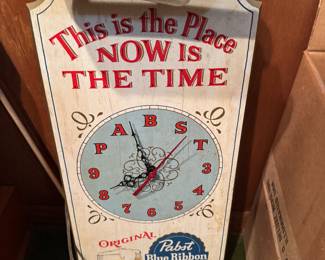 This is the Place
NOW IS
THE TIME
P A B S T
9 8 7 6 5 4 3
ORIGINAL
Pabst
Blue Ribbon